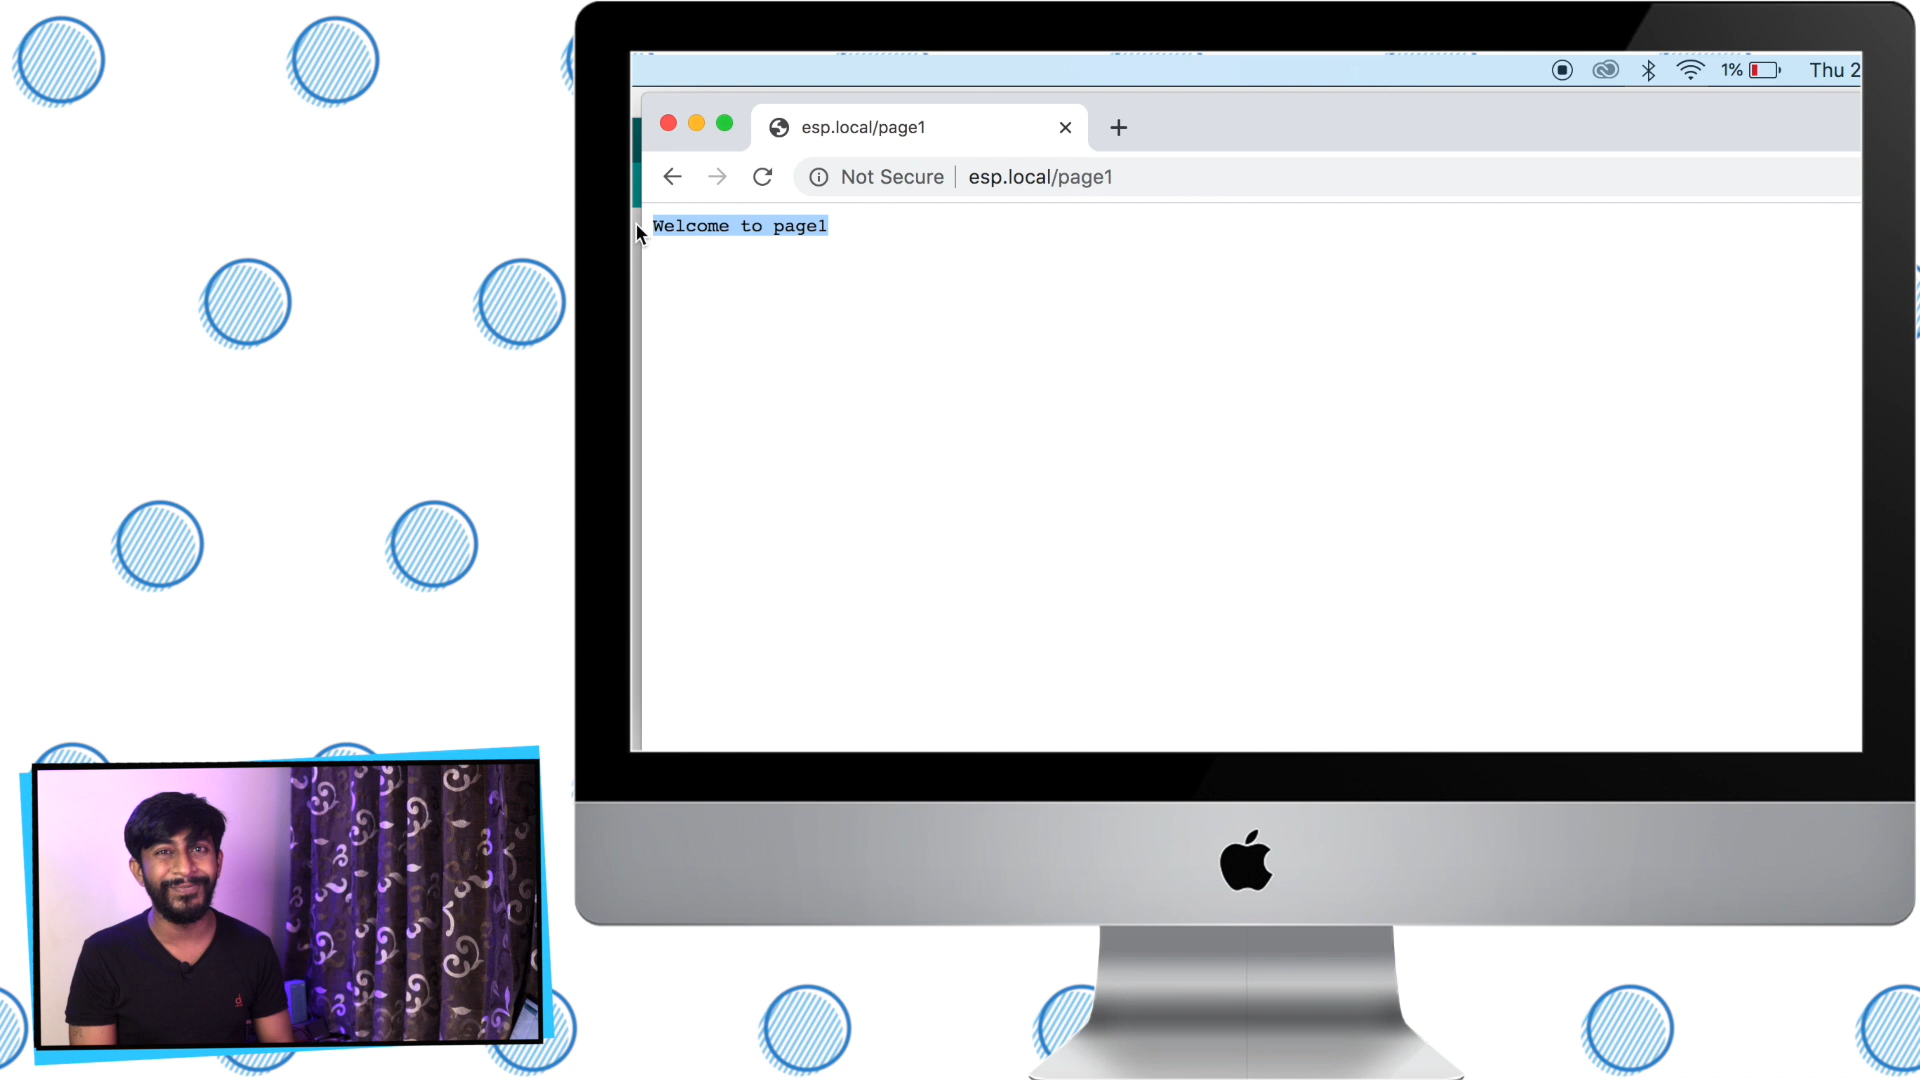 1%
Thu 2
esp.local/page1
Not Secure
esp.local/page1
Welcome to page1